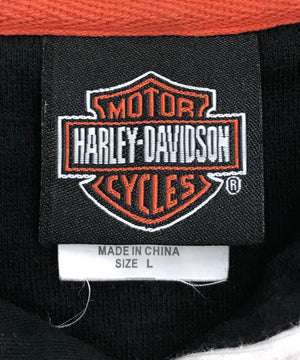 MOTOR
HARLEY-DAVIDSON
CYCLES
®
MADE IN CHINA
SIZE L